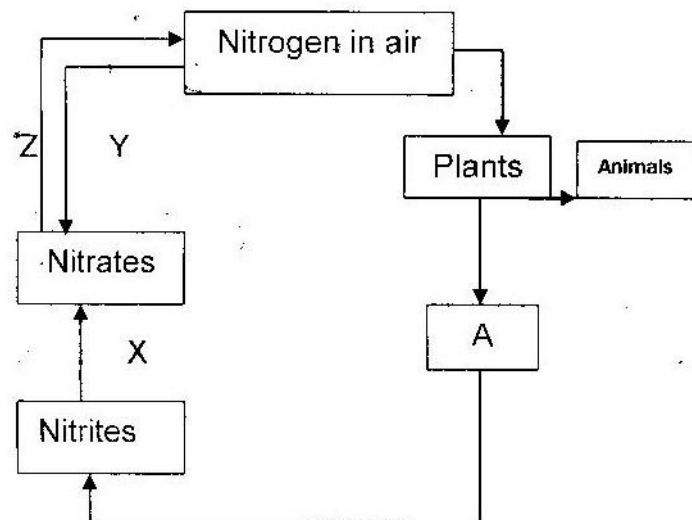 Nitrogen in air
Z
Y
Plants
Animals
Nitrates
A
X
Nitrites